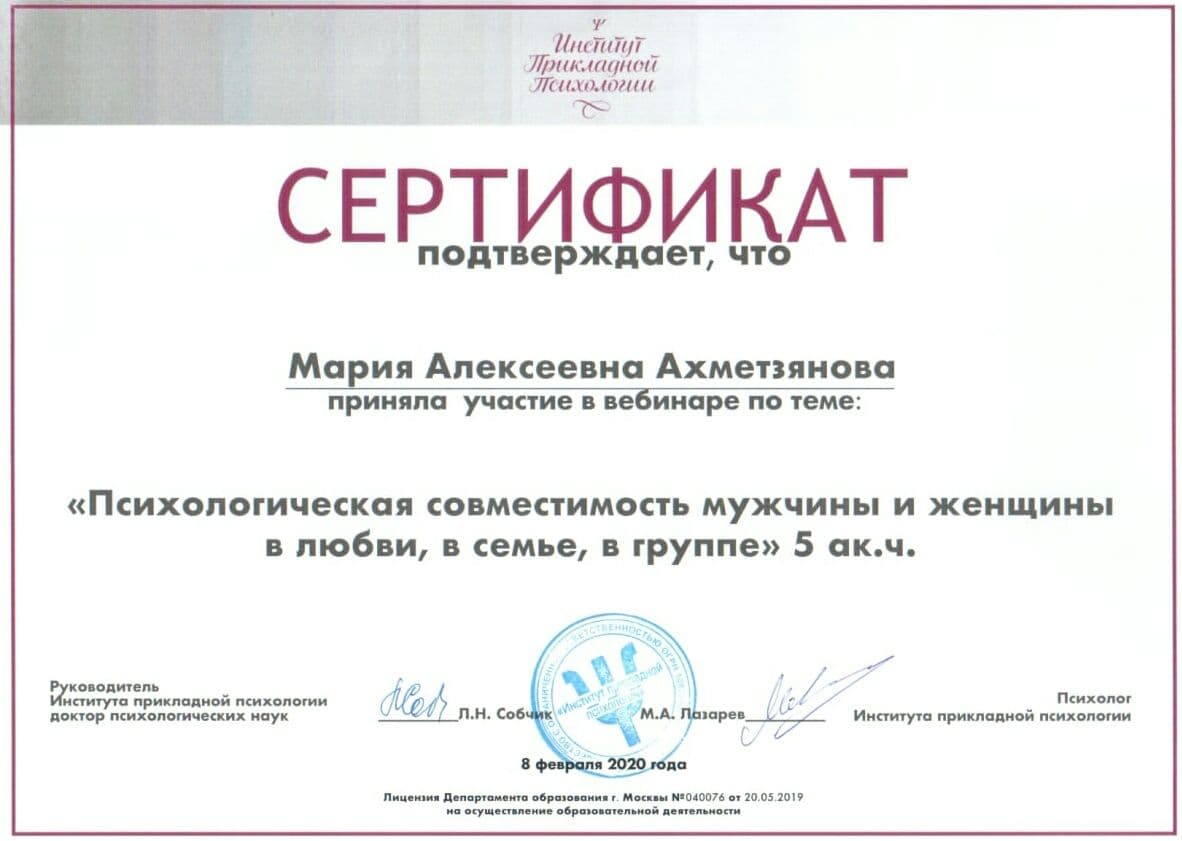 Институт
Прикладной
Психологии
СЕРТИФИКАТ
подтверждает, что
Мария Алексеевна Ахметзянова
приняла участие в вебинаре по теме:
«Психологическая совместимость мужчины и женщины
в любви, в семье, в группе» 5 ак.ч.
Руководитель
Института прикладной психологии
доктор психологических наук
Л.Н. Собчик
ОТВЕТСТВЕННОСТЬЮ ОГРН
«ИНСТИТУТ ПРИКЛАДНОЙ
ПСИХОЛОГИИ»
М.А. Лазарев
Психолог
Института прикладной психологии
8 февраля 2020 года
Лицензия Департамента образования г. Москвы №040076 от 20.05.2019
на осуществление образовательной деятельности